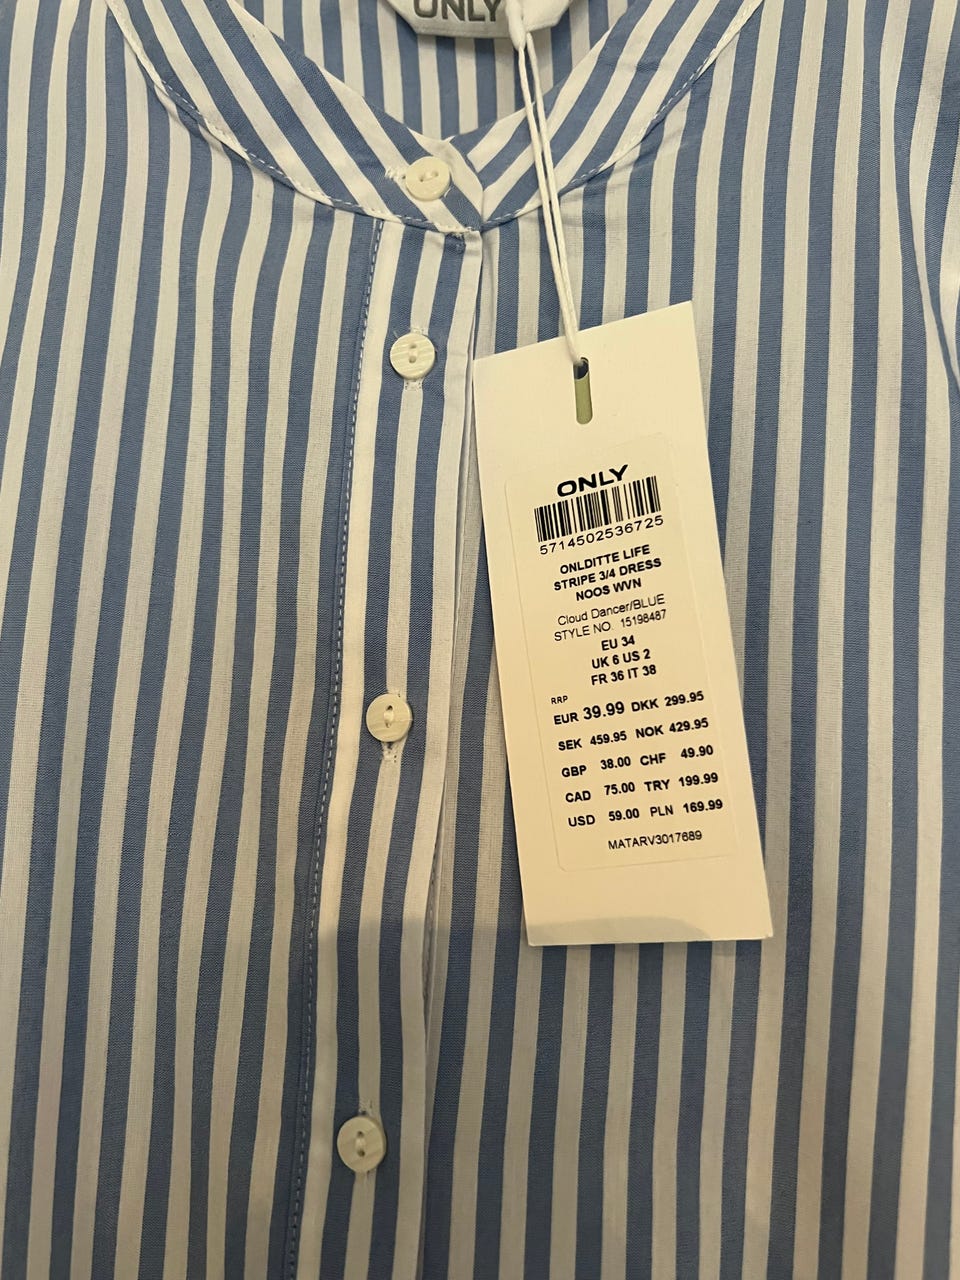 ONLY
ONLY
5714502536725
ONLDITTE LIFE
STRIPE 3/4 DRESS
NOOS WVN
Cloud Dancer/BLUE
STYLE NO. 15198487
EU 34
UK 6 US 2
FR 36 IT 38
RRP
EUR 39.99 DKK 299.95
SEK 459.95 NOK 429.95
GBP 38.00 CHF 49.90
CAD 75.00 TRY 199.99
USD 59.00 PLN 169.99
MATARV3017689